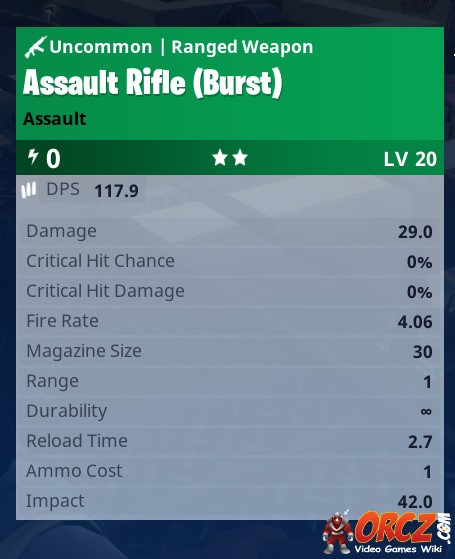 Uncommon | Ranged Weapon
Assault Rifle (Burst)
Assault
0 ★★ LV 20
DPS 117.9
Damage 29.0
Critical Hit Chance 0%
Critical Hit Damage 0%
Fire Rate 4.06
Magazine Size 30
Range 1
Durability ∞
Reload Time 2.7
Ammo Cost 1
Impact 42.0
ORCZ.COM
Video Games Wiki